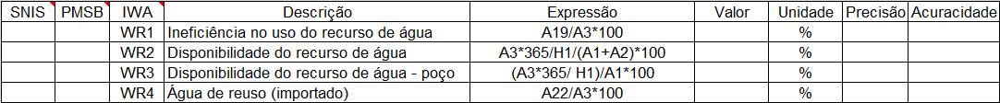 SNIS PMSB IWA Descrição Expressão Valor Unidade Precisão Acuracidade
WR1 Ineficiência no uso do recurso de água A19/A3*100 %
WR2 Disponibilidade do recurso de água A3*365/H1/(A1+A2)*100 %
WR3 Disponibilidade do recurso de água - poço (A3*365/ H1)/A1*100 %
WR4 Água de reuso (importado) A22/A3*100 %